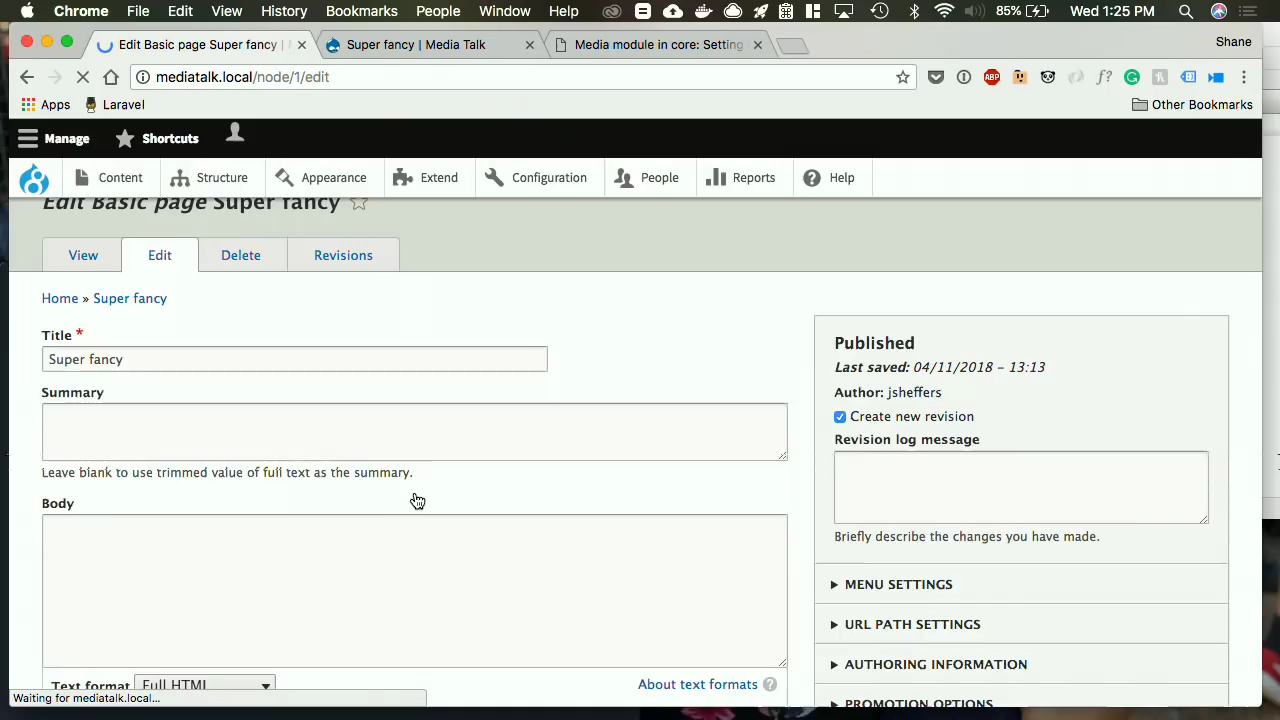 Chrome File Edit View History Bookmarks People Window Help 85% Wed 1:25 PM
Edit Basic page Super fancy | Super fancy | Media Talk Media module in core: Setting Shane
mediatalk.local/node/1/edit ABP f?
Apps Laravel Other Bookmarks
Manage Shortcuts
Content Structure Appearance Extend Configuration People Reports Help
Edit Basic page Super fancy
View Edit Delete Revisions
Home » Super fancy
Title *
Super fancy
Summary
Leave blank to use trimmed value of full text as the summary.
Body
Text format Full HTML About text formats ?
Published
Last saved: 04/11/2018 - 13:13
Author: jsheffers
Create new revision
Revision log message
Briefly describe the changes you have made.
MENU SETTINGS
URL PATH SETTINGS
AUTHORING INFORMATION
PROMOTION OPTIONS
Waiting for mediatalk.local...